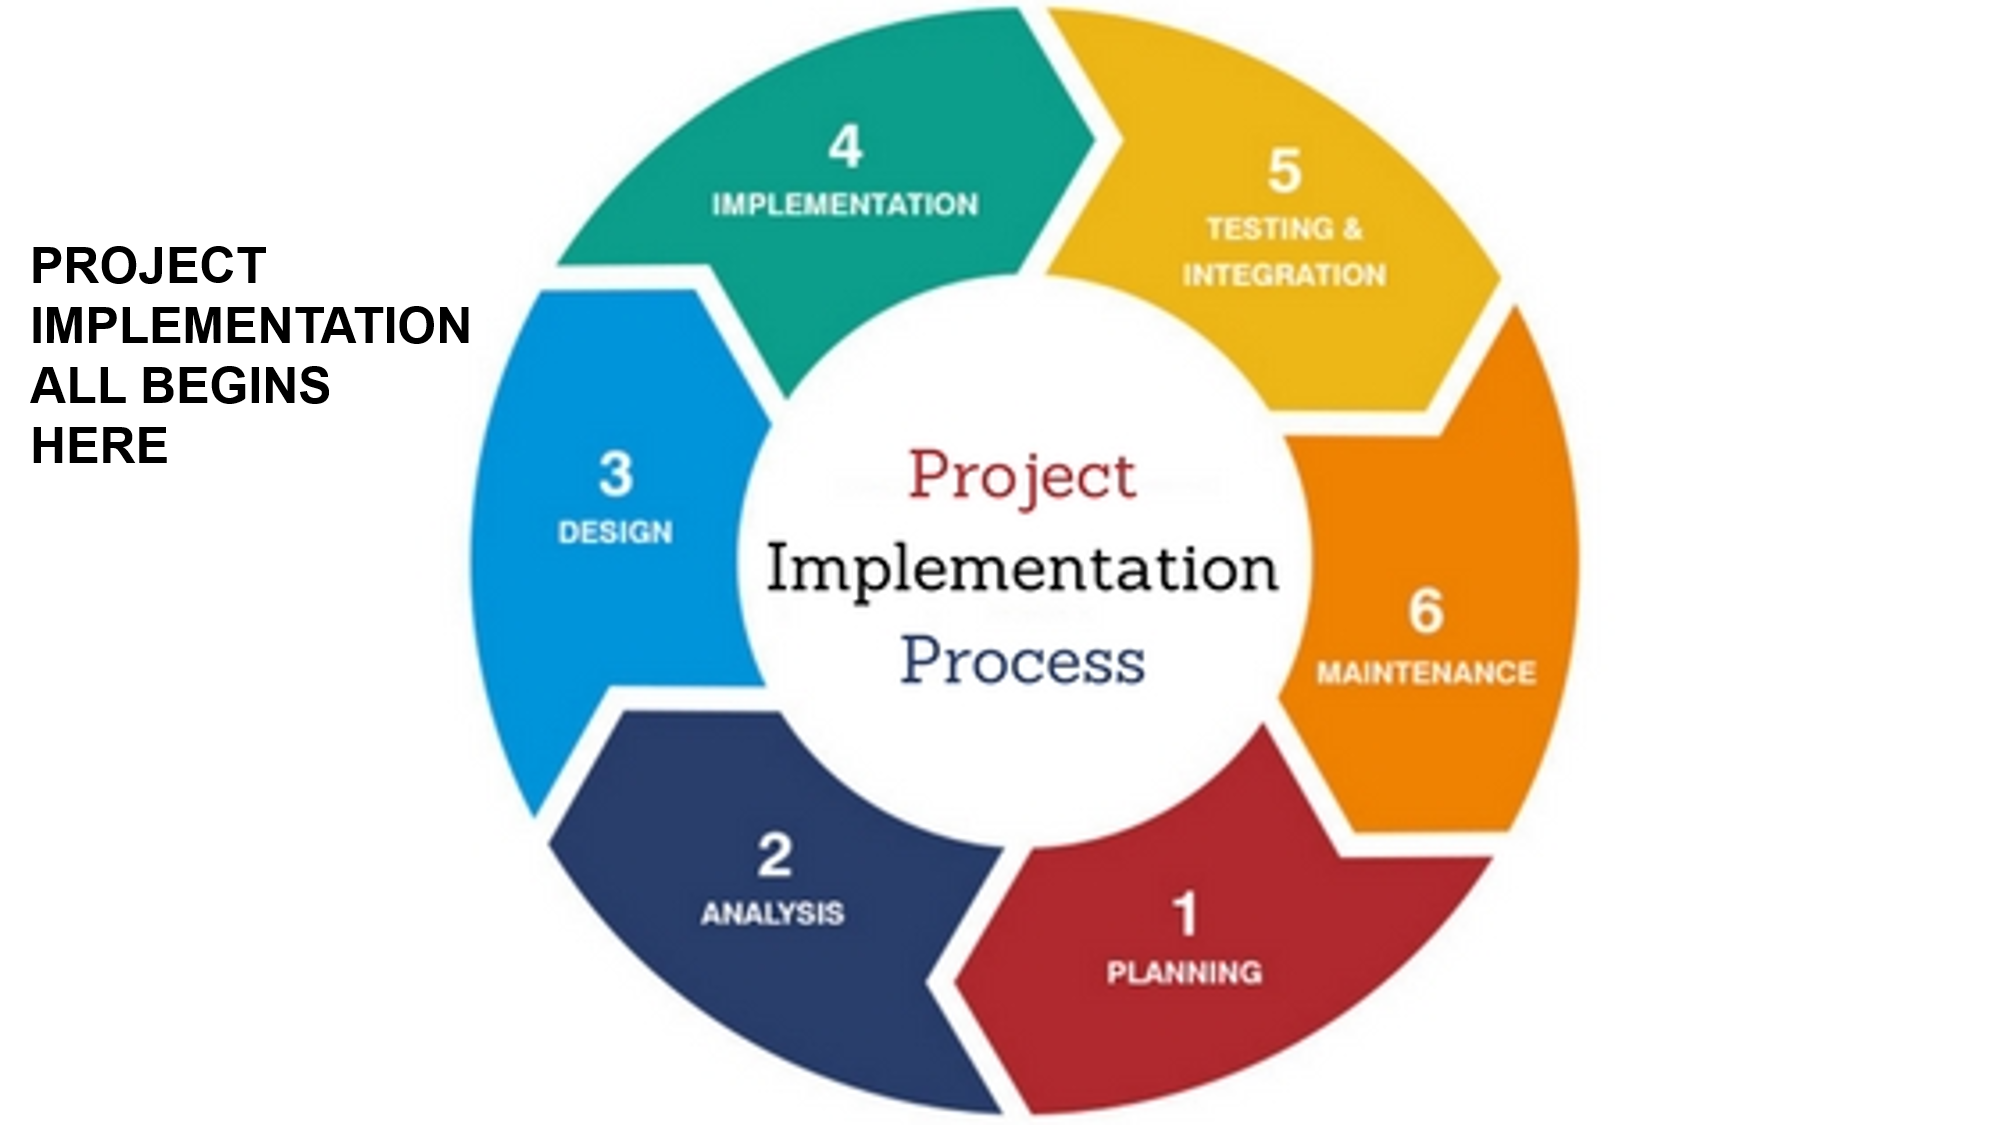 PROJECT
IMPLEMENTATION
ALL BEGINS
HERE
4
IMPLEMENTATION
5
TESTING &
INTEGRATION
3
DESIGN
Project
Implementation
Process
6
MAINTENANCE
2
ANALYSIS
1
PLANNING